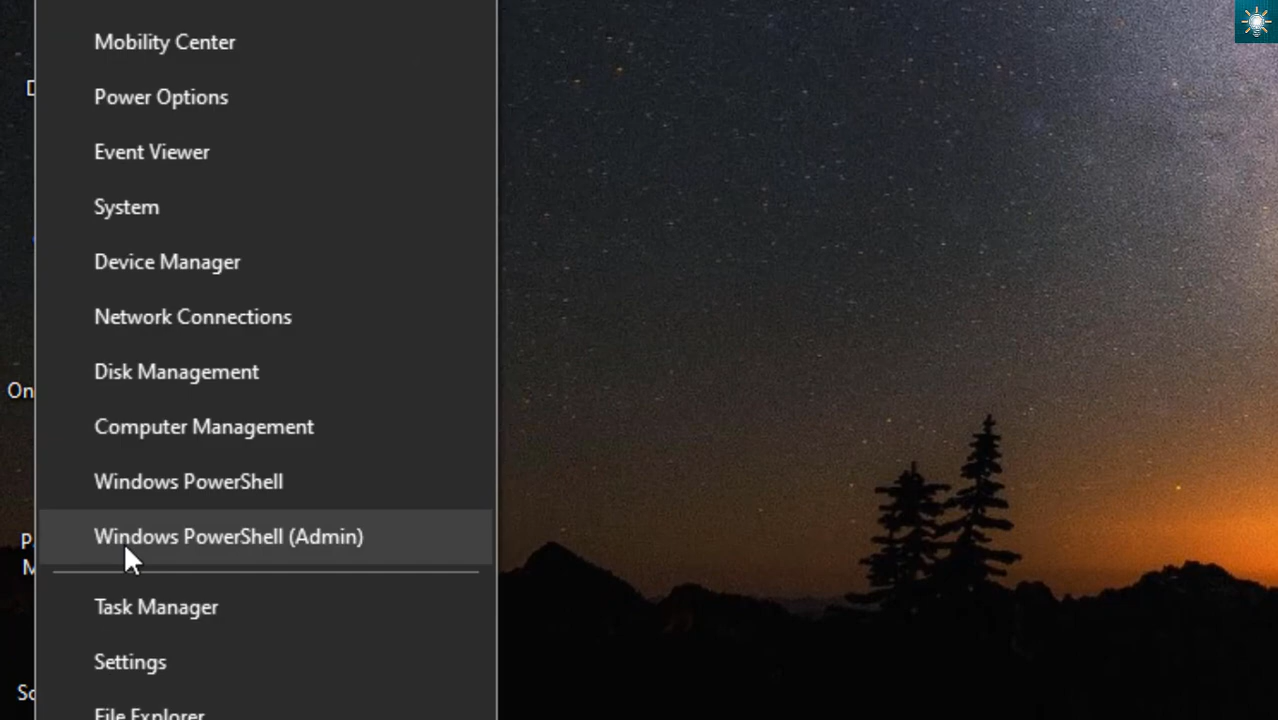 Mobility Center
Power Options
Event Viewer
System
Device Manager
Network Connections
Disk Management
Computer Management
Windows PowerShell
Windows PowerShell (Admin)
Task Manager
Settings
File Explorer